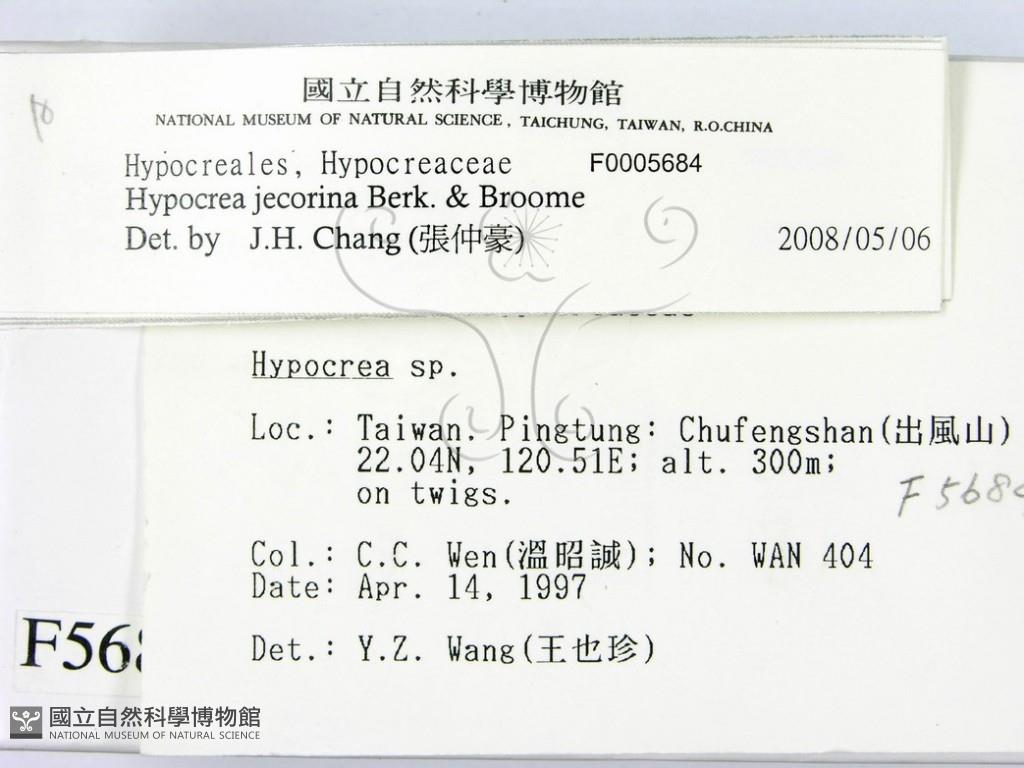 國立自然科學博物館
NATIONAL MUSEUM OF NATURAL SCIENCE, TAICHUNG, TAIWAN, R.O.CHINA
Hypocreales, Hypocreaceae F0005684
Hypocrea jecorina Berk. & Broome
Det. by J.H. Chang (張仲豪) 2008/05/06
Hypocrea sp.
Loc.: Taiwan. Pingtung: Chufengshan(出風山)
22.04N, 120.51E; alt. 300m;
on twigs.
F 568
Col.: C.C. Wen(溫昭誠); No. WAN 404
Date: Apr. 14, 1997
Det.: Y.Z. Wang(王也珍)
F568
國立自然科學博物館
NATIONAL MUSEUM OF NATURAL SCIENCE